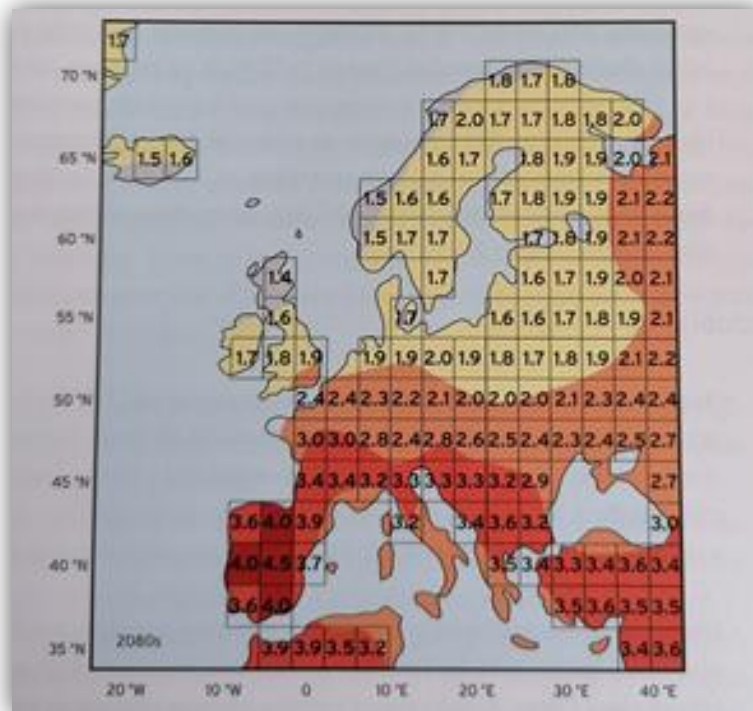 1.7
70 °N 1.8 1.7 1.8
1.7 2.0 1.7 1.7 1.8 1.8 2.0
65 °N 1.5 1.6 1.6 1.7 1.8 1.9 1.9 2.0 2.1
1.5 1.6 1.6 1.7 1.8 1.9 1.9 2.1 2.2
60 °N 1.5 1.7 1.7 1.7 1.8 1.9 2.1 2.2
1.4 1.7 1.6 1.7 1.9 2.0 2.1
55 °N 1.6 1.7 1.6 1.6 1.7 1.8 1.9 2.1
1.7 1.8 1.9 1.9 1.9 2.0 1.9 1.8 1.7 1.8 1.9 2.1 2.2
50 °N 2.4 2.4 2.3 2.2 2.1 2.0 2.0 2.0 2.1 2.3 2.4 2.4
3.0 3.0 2.8 2.4 2.8 2.6 2.5 2.4 2.3 2.4 2.5 2.7
45 °N 3.4 3.4 3.2 3.3 3.3 3.3 3.2 2.9 2.7
3.6 4.0 3.9 3.2 3.4 3.6 3.2 3.0
40 °N 4.0 4.5 3.7 3.5 3.4 3.3 3.4 3.6 3.4
3.6 4.0 3.5 3.6 3.5 3.5
35 °N 2080s 3.9 3.9 3.5 3.2 3.4 3.6
20 °W 10 °W 0 10 °E 20 °E 30 °E 40 °E